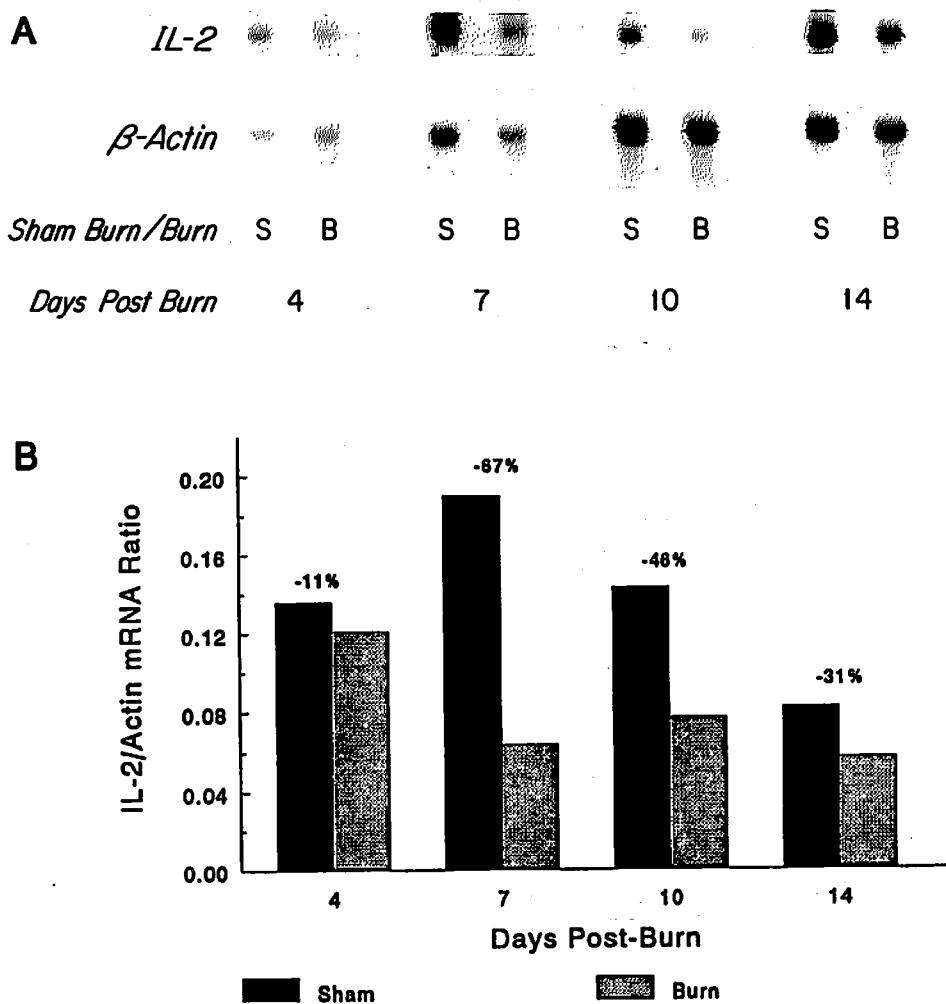 A
IL-2
β-Actin
Sham Burn/Burn S B S B S B S B
Days Post Burn 4 7 10 14
B
IL-2/Actin mRNA Ratio
0.20
0.16
0.12
0.08
0.04
0.00
-11%
-67%
-46%
-31%
4 7 10 14
Days Post-Burn
Sham Burn